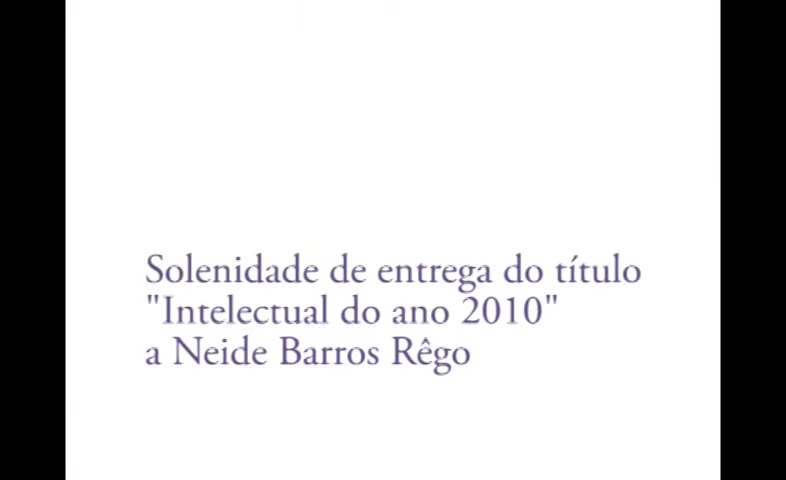 Solenidade de entrega do título
"Intelectual do ano 2010"
a Neide Barros Rêgo